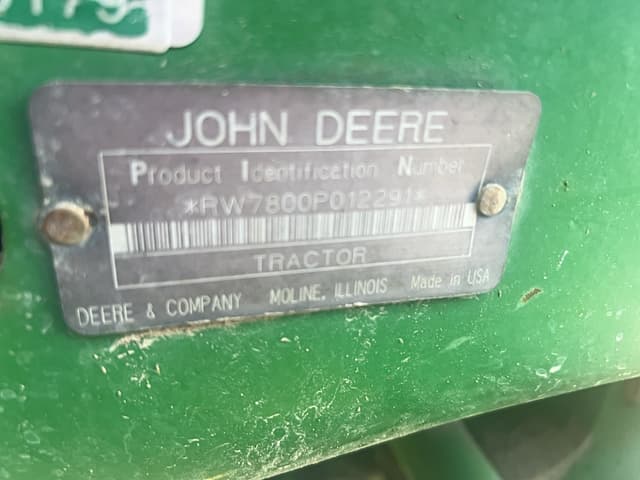 JOHN DEERE
Product Identification Number
*RW7800P012291*
TRACTOR
DEERE & COMPANY MOLINE, ILLINOIS Made in USA